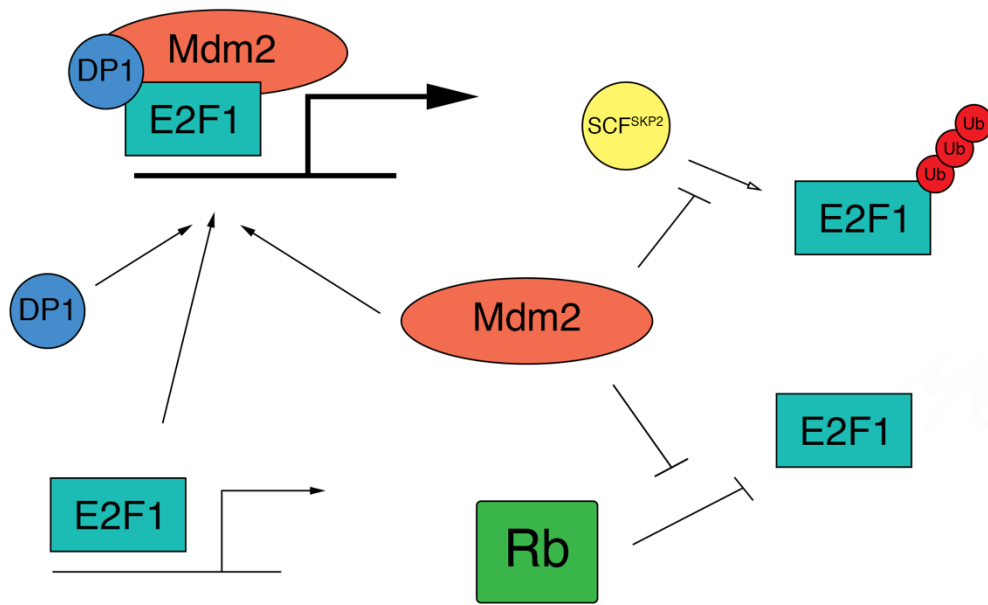 Mdm2
DP1
E2F1
SCFSKP2
Ub
Ub
Ub
E2F1
DP1
Mdm2
E2F1
E2F1
Rb